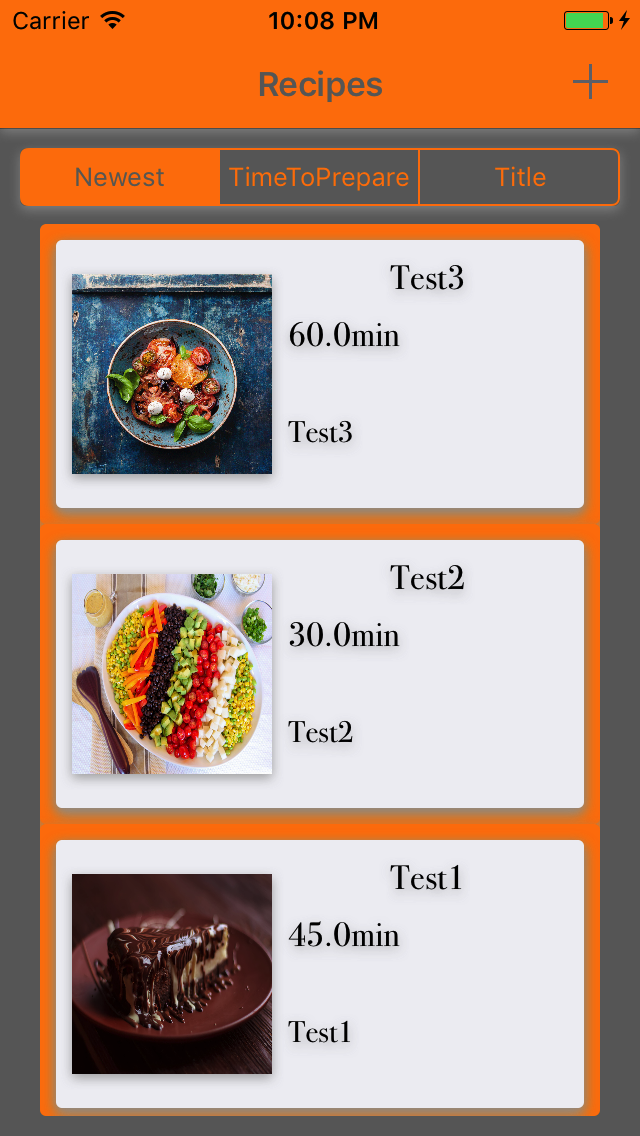 Carrier 10:08 PM
Recipes
Newest TimeToPrepare Title
Test3
60.0min
Test3
Test2
30.0min
Test2
Test1
45.0min
Test1